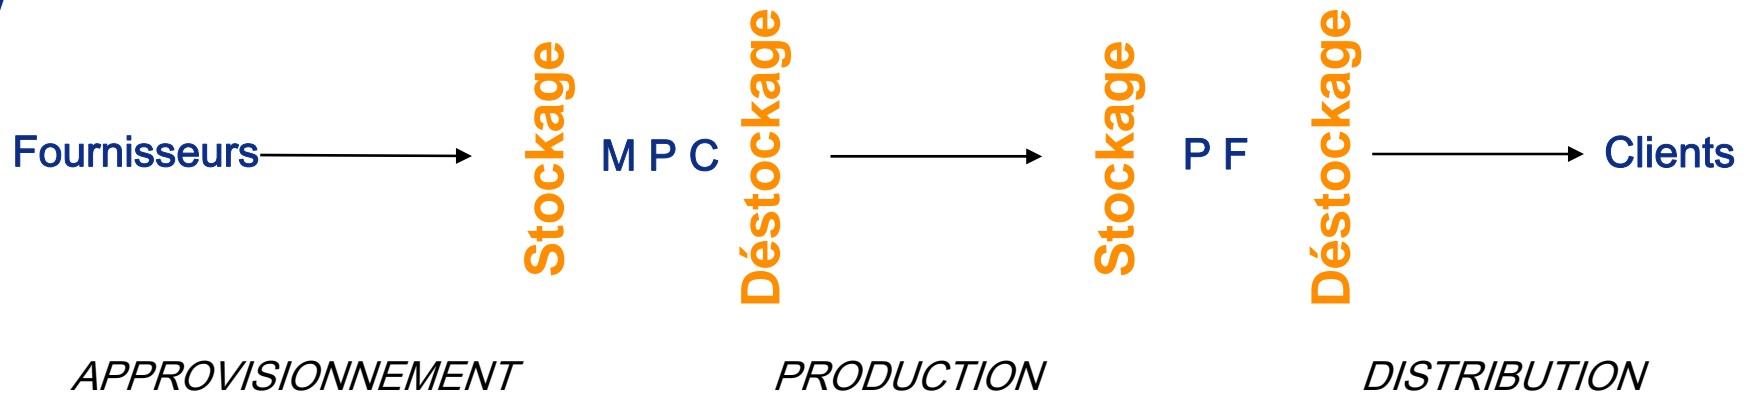 Fournisseurs
Stockage
M P C
Déstockage
Stockage
P F
Déstockage
Clients
APPROVISIONNEMENT
PRODUCTION
DISTRIBUTION